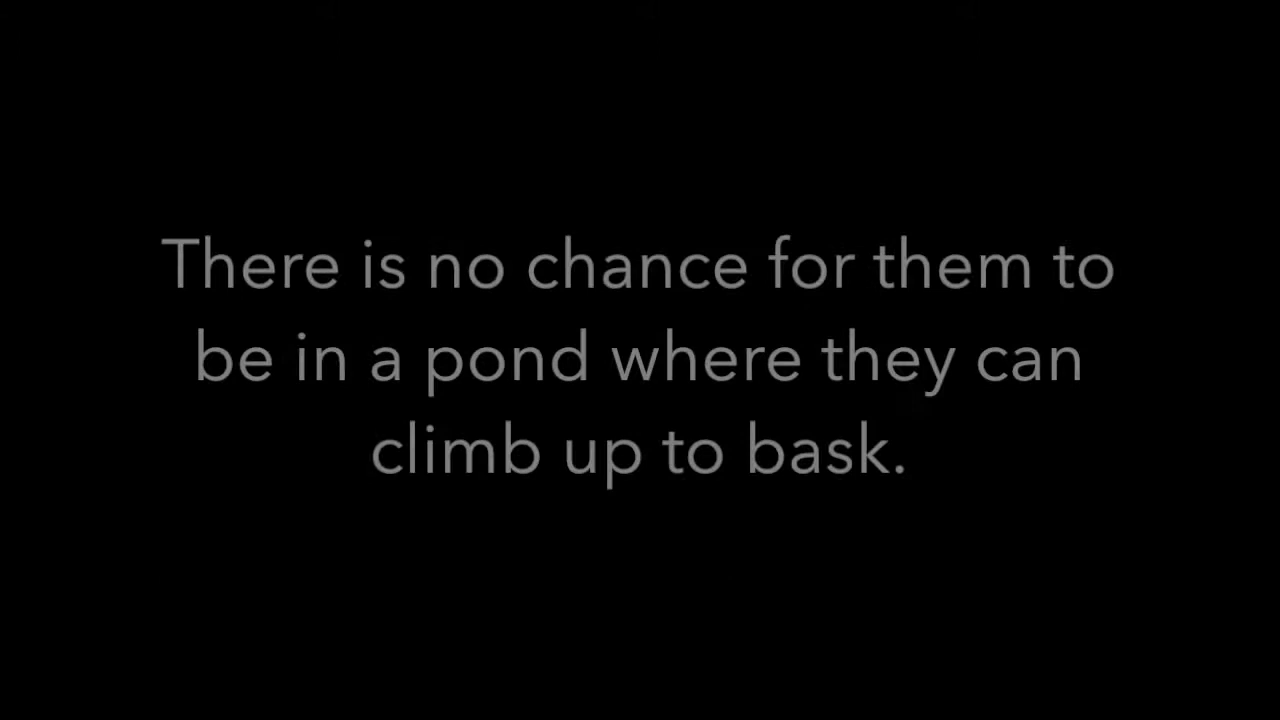 There is no chance for them to
be in a pond where they can
climb up to bask.